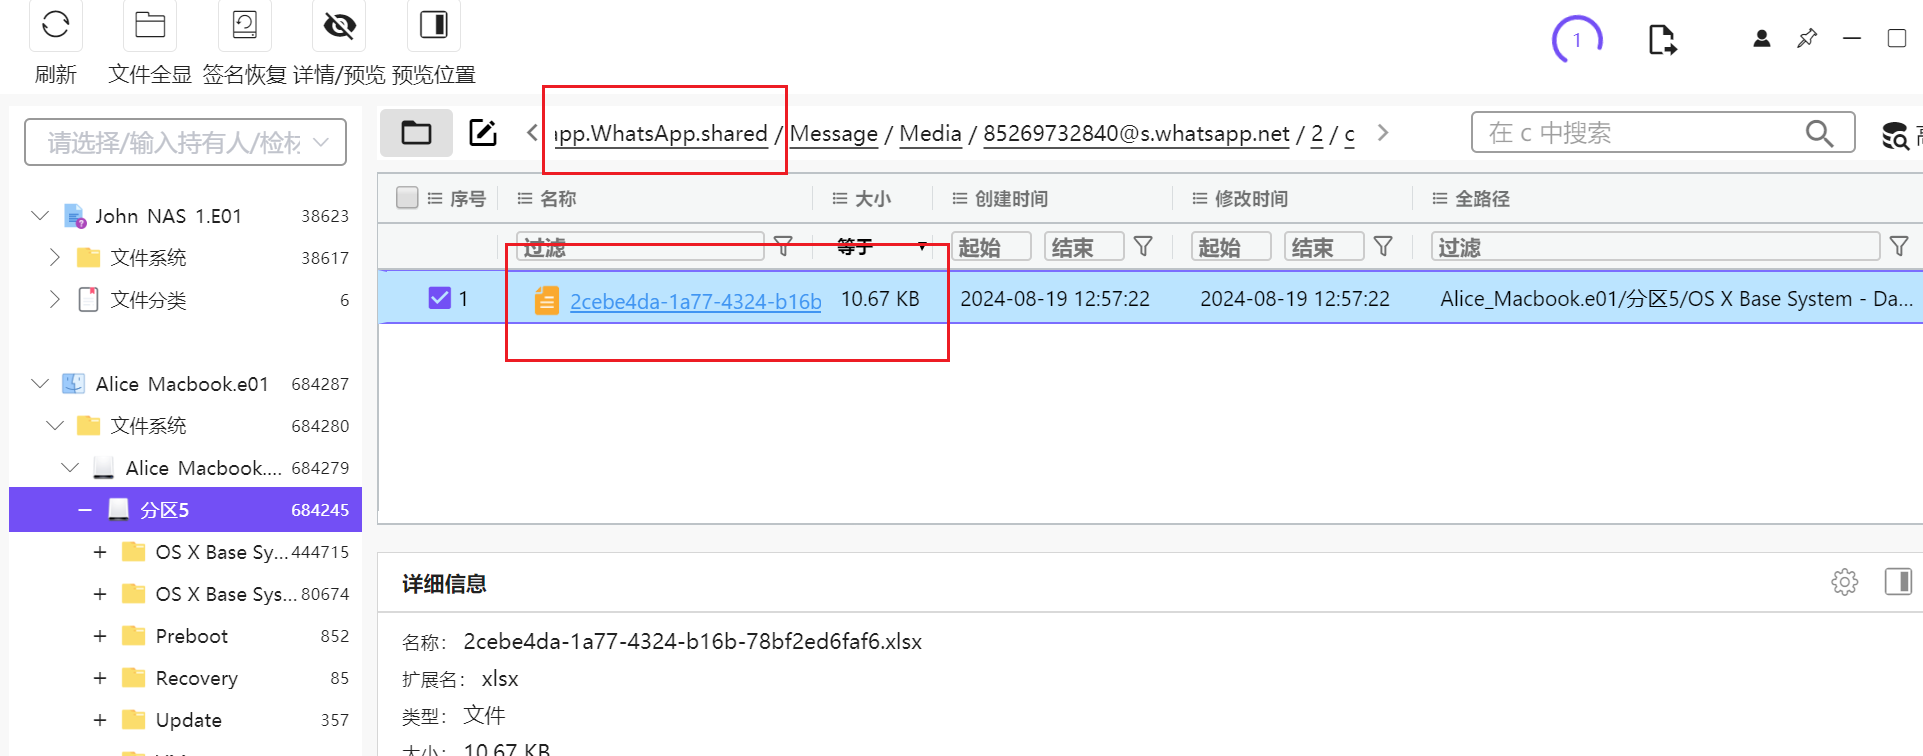 刷新 文件全显 签名恢复 详情/预览 预览位置
1
请选择/输入持有人/检材
John NAS 1.E01 38623
文件系统 38617
文件分类 6
Alice Macbook.e01 684287
文件系统 684280
Alice Macbook.... 684279
分区5 684245
OS X Base Sy... 444715
OS X Base Sys... 80674
Preboot 852
Recovery 85
Update 357
app.WhatsApp.shared / Message / Media / 85269732840@s.whatsapp.net / 2 / c
在 c 中搜索
序号 名称 大小 创建时间 修改时间 全路径
过滤 等于 起始 结束 起始 结束 过滤
1 2cebe4da-1a77-4324-b16b 10.67 KB 2024-08-19 12:57:22 2024-08-19 12:57:22 Alice_Macbook.e01/分区5/OS X Base System - Da...
详细信息
名称: 2cebe4da-1a77-4324-b16b-78bf2ed6faf6.xlsx
扩展名: xlsx
类型: 文件
大小: 10.67 KB